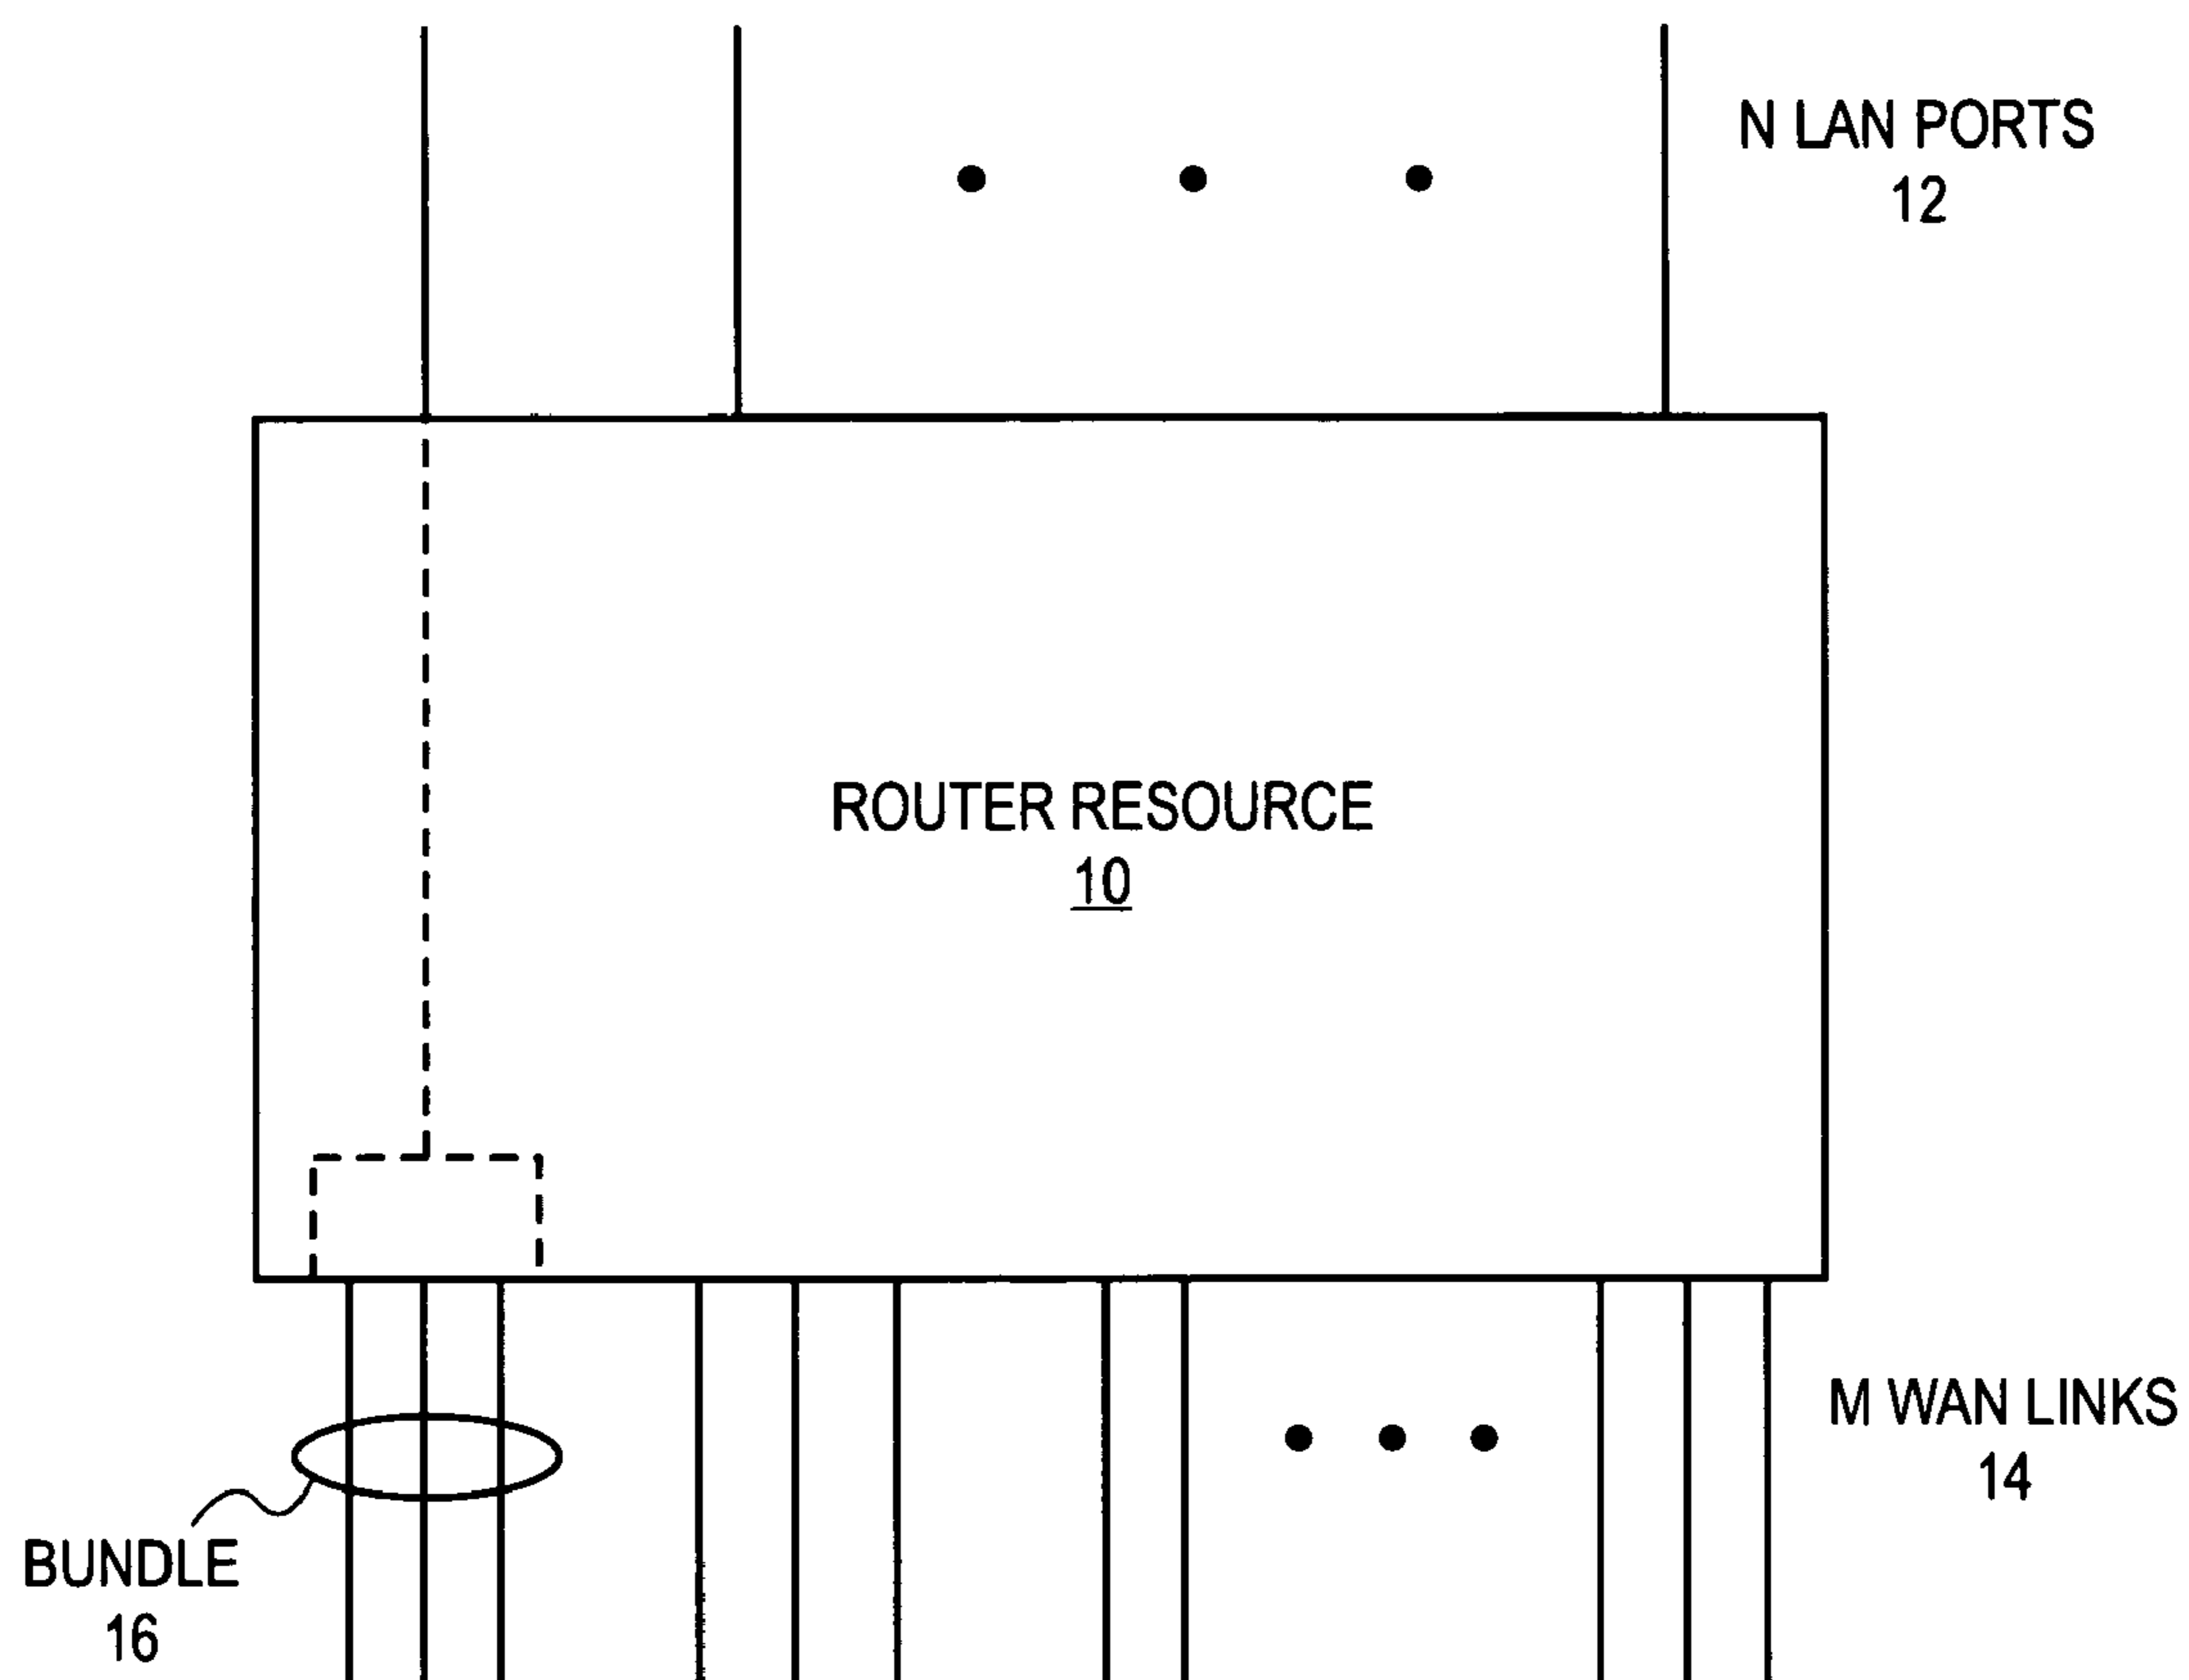 N LAN PORTS
12
ROUTER RESOURCE
10
M WAN LINKS
14
BUNDLE
16